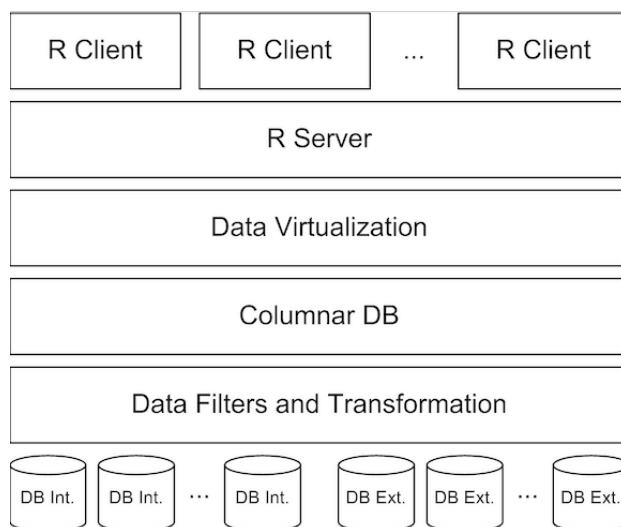 R Client R Client ... R Client
R Server
Data Virtualization
Columnar DB
Data Filters and Transformation
DB Int. DB Int. ... DB Int. DB Ext. DB Ext. ... DB Ext.